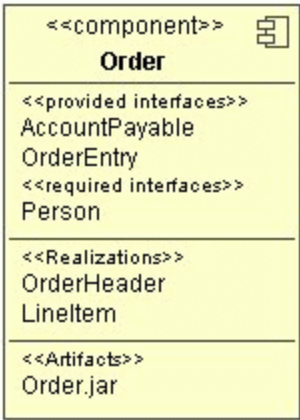 <<component>>
Order
<<provided interfaces>>
AccountPayable
OrderEntry
<<required interfaces>>
Person
<<Realizations>>
OrderHeader
LineItem
<<Artifacts>>
Order.jar